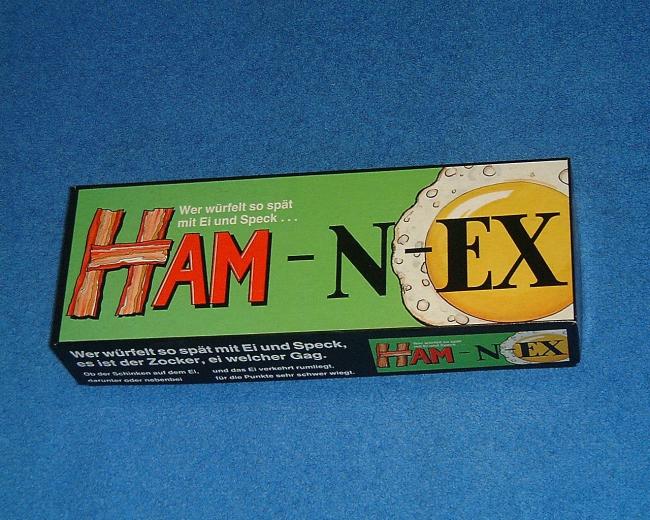 Wer würfelt so spät
mit Ei und Speck . . .
HAM - N - EX
Wer würfelt so spät mit Ei und Speck,
es ist der Zocker, ei welcher Gag.
Ob der Schinken auf dem Ei,
darunter oder nebenbei
und das Ei verkehrt rumliegt,
für die Punkte sehr schwer wiegt.
HAM - N - EX